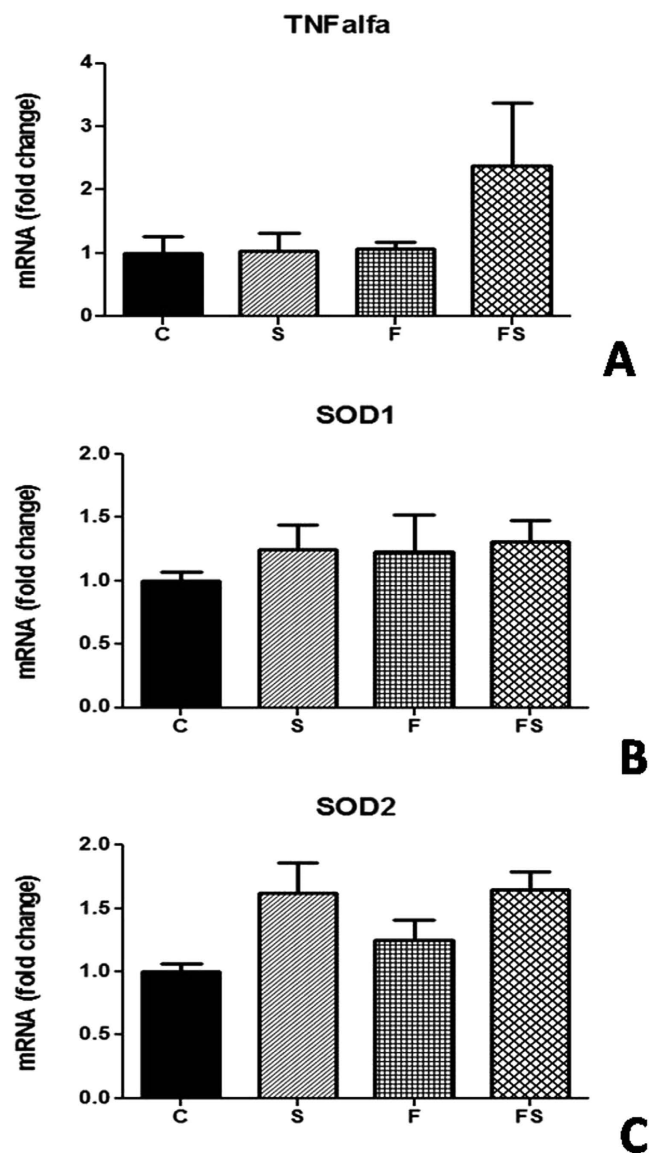 TNFalfa
mRNA (fold change)
4
3
2
1
0
C S F FS
A
SOD1
mRNA (fold change)
2.0
1.5
1.0
0.5
0.0
C S F FS
B
SOD2
mRNA (fold change)
2.0
1.5
1.0
0.5
0.0
C S F FS
C